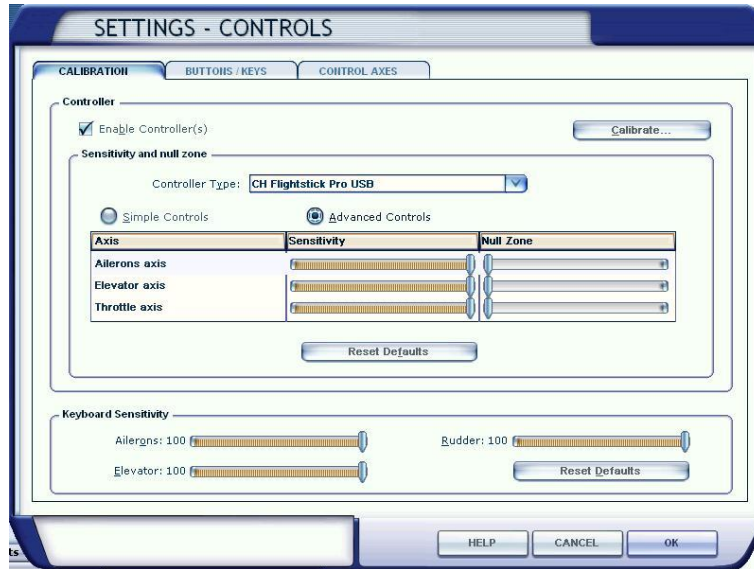 SETTINGS - CONTROLS
CALIBRATION BUTTONS / KEYS CONTROL AXES
Controller
Enable Controller(s) Calibrate...
Sensitivity and null zone
Controller Type: CH Flightstick Pro USB
Simple Controls Advanced Controls
Axis Sensitivity Null Zone
Ailerons axis
Elevator axis
Throttle axis
Reset Defaults
Keyboard Sensitivity
Ailerons: 100 Rudder: 100
Elevator: 100 Reset Defaults
HELP CANCEL OK
ts